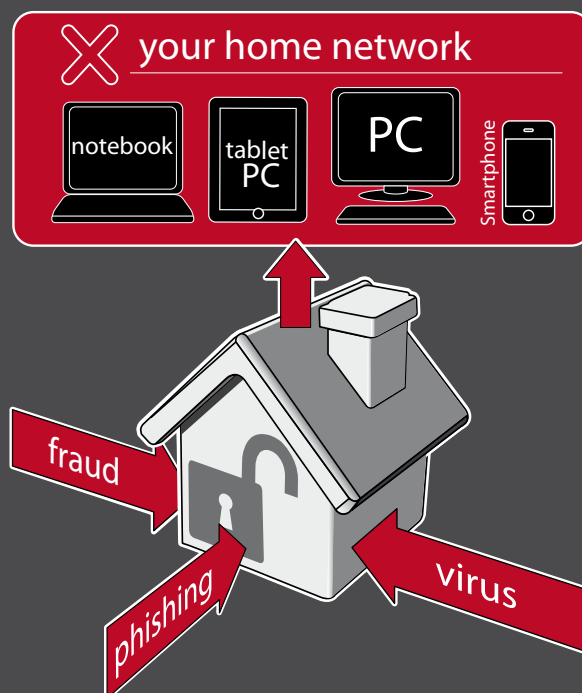 your home network
notebook
tablet
PC
PC
Smartphone
fraud
phishing
virus